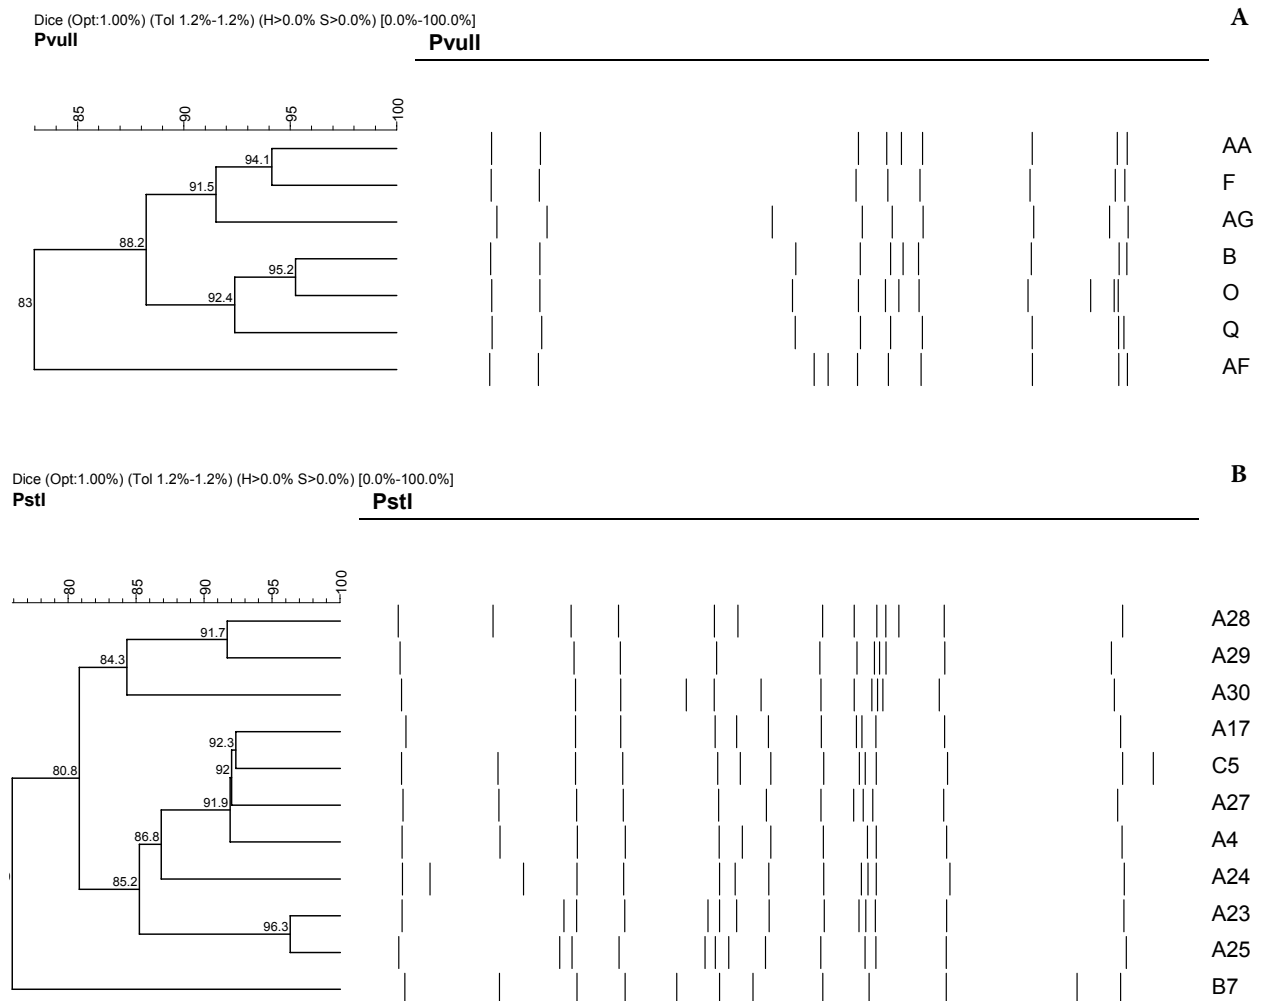 A
Dice (Opt:1.00%) (Tol 1.2%-1.2%) (H>0.0% S>0.0%) [0.0%-100.0%]
PvuII
PvuII
85 90 95 100
94.1 AA
91.5 F
AG
88.2
95.2 B
92.4 O
83
Q
AF
B
Dice (Opt:1.00%) (Tol 1.2%-1.2%) (H>0.0% S>0.0%) [0.0%-100.0%]
PstI
PstI
80 85 90 95 100
91.7 A28
84.3 A29
A30
92.3 A17
80.8 92 C5
91.9 A27
86.8 A4
85.2 A24
96.3 A23
A25
B7